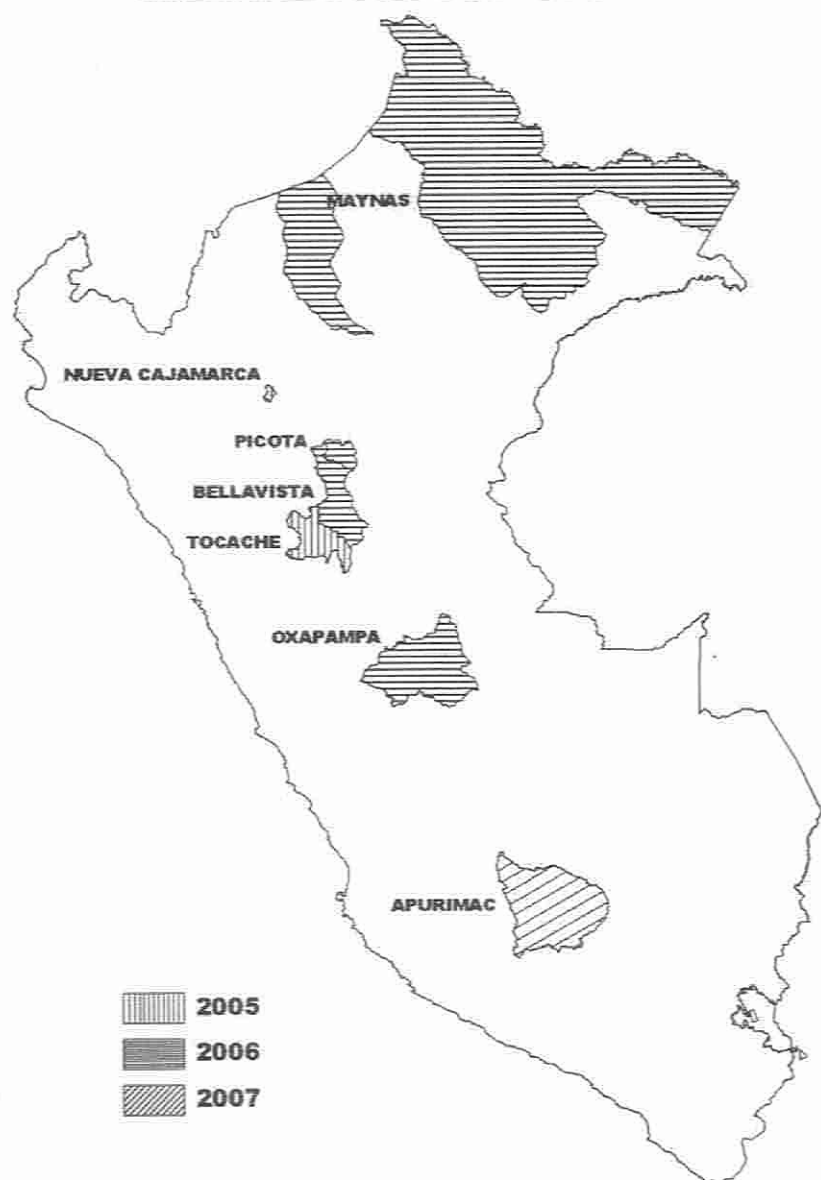 MAYNAS
NUEVA CAJAMARCA
PICOTA
BELLAVISTA
TOCACHE
OXAPAMPA
APURIMAC
2005
2006
2007